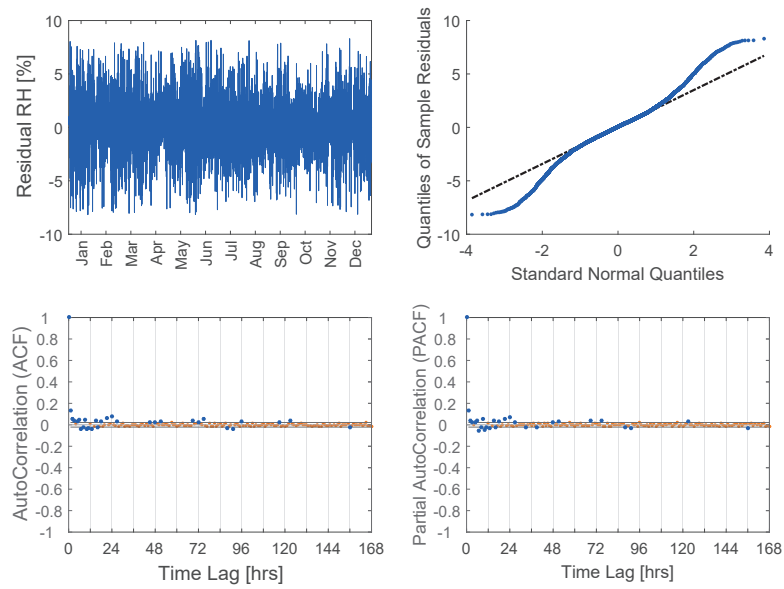 10
5
0
-5
-10
Residual RH [%]
Jan
Feb
Mar
Apr
May
Jun
Jul
Aug
Sep
Oct
Nov
Dec
10
5
0
-5
-10
Quantiles of Sample Residuals
-4
-2
0
2
4
Standard Normal Quantiles
1
0.8
0.6
0.4
0.2
0
-0.2
-0.4
-0.6
-0.8
-1
AutoCorrelation (ACF)
0
24
48
72
96
120
144
168
Time Lag [hrs]
1
0.8
0.6
0.4
0.2
0
-0.2
-0.4
-0.6
-0.8
-1
Partial AutoCorrelation (PACF)
0
24
48
72
96
120
144
168
Time Lag [hrs]